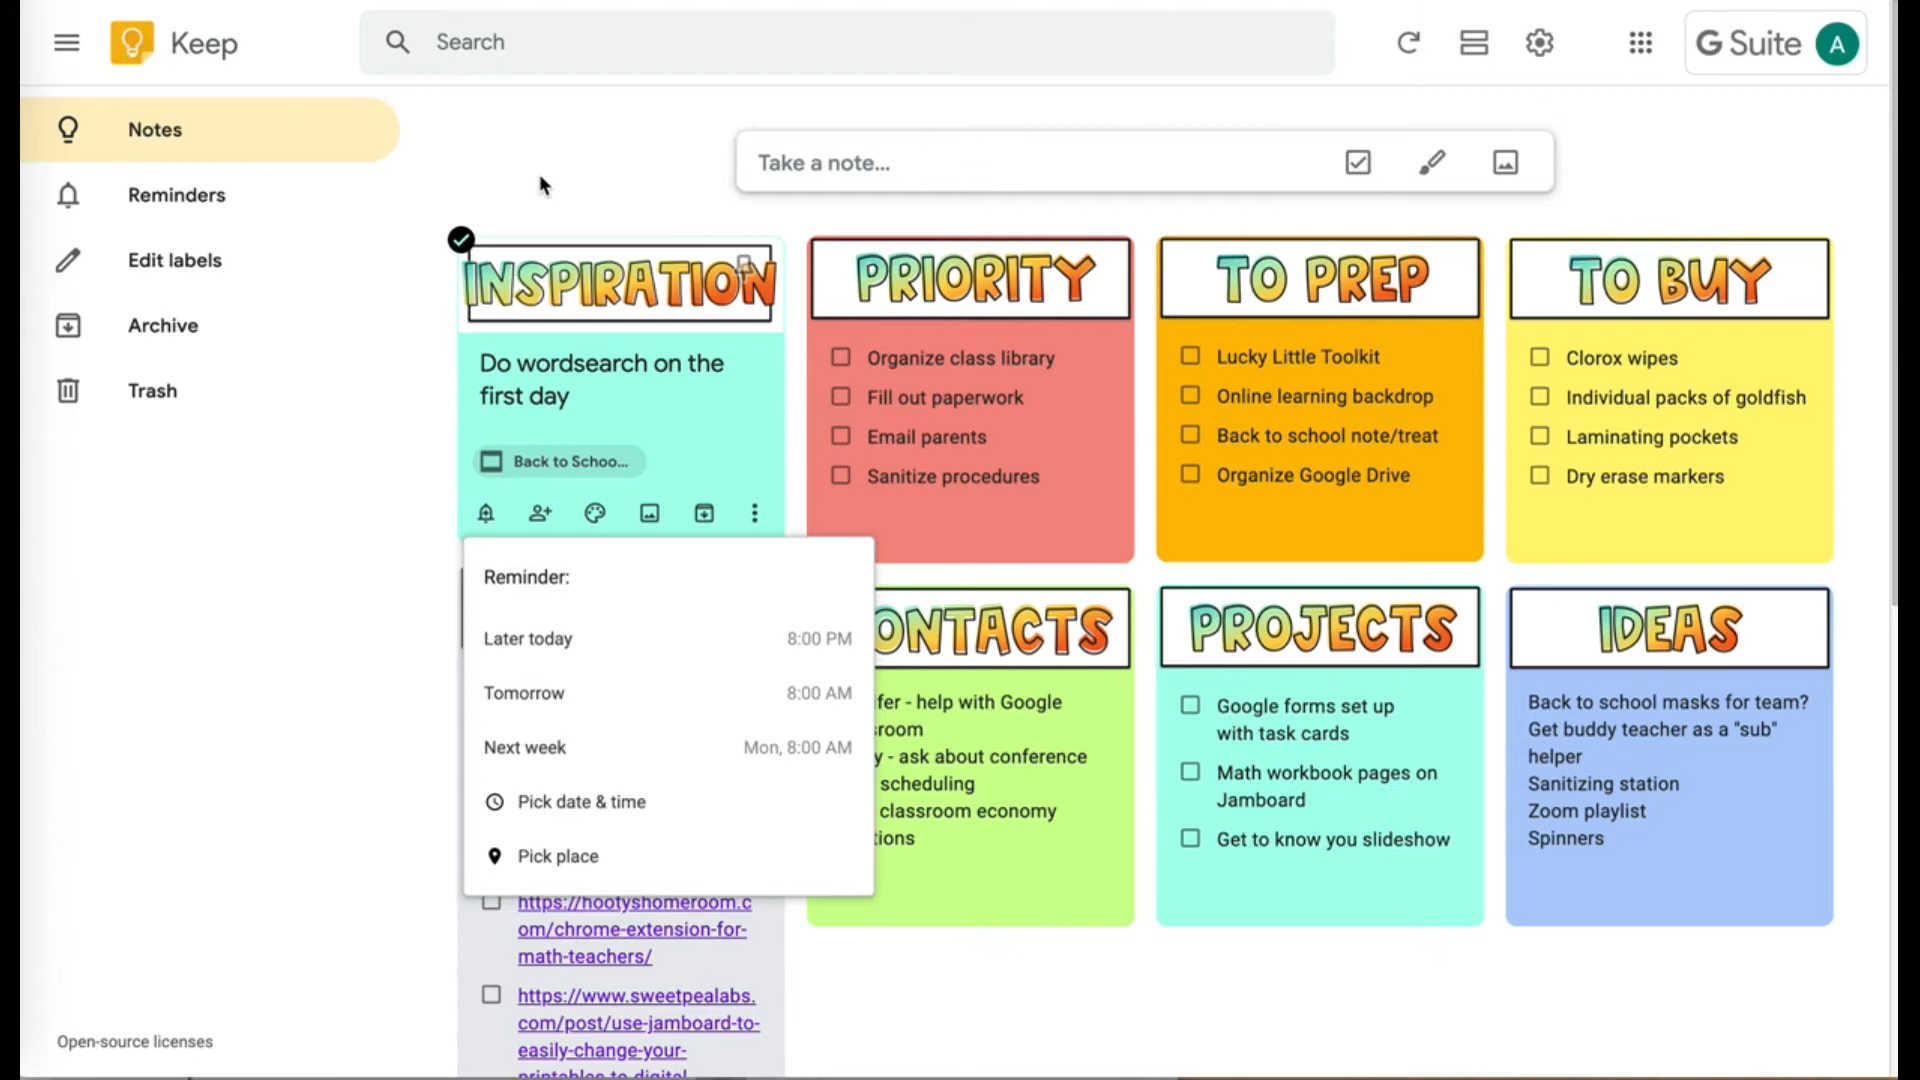 Keep
Search
G Suite
A
Notes
Reminders
Edit labels
Archive
Trash
Open-source licenses
Take a note...
INSPIRATION
Do wordsearch on the
first day
Back to Schoo...
Reminder:
Later today 8:00 PM
Tomorrow 8:00 AM
Next week Mon, 8:00 AM
Pick date & time
Pick place
https://hootyshomeroom.c
om/chrome-extension-for-
math-teachers/
https://www.sweetpealabs.
com/post/use-jamboard-to-
easily-change-your-
printables-to-digital
PRIORITY
Organize class library
Fill out paperwork
Email parents
Sanitize procedures
TO PREP
Lucky Little Toolkit
Online learning backdrop
Back to school note/treat
Organize Google Drive
TO BUY
Clorox wipes
Individual packs of goldfish
Laminating pockets
Dry erase markers
ONTACTS
fer - help with Google
room
y - ask about conference
scheduling
classroom economy
tions
PROJECTS
Google forms set up
with task cards
Math workbook pages on
Jamboard
Get to know you slideshow
IDEAS
Back to school masks for team?
Get buddy teacher as a "sub"
helper
Sanitizing station
Zoom playlist
Spinners